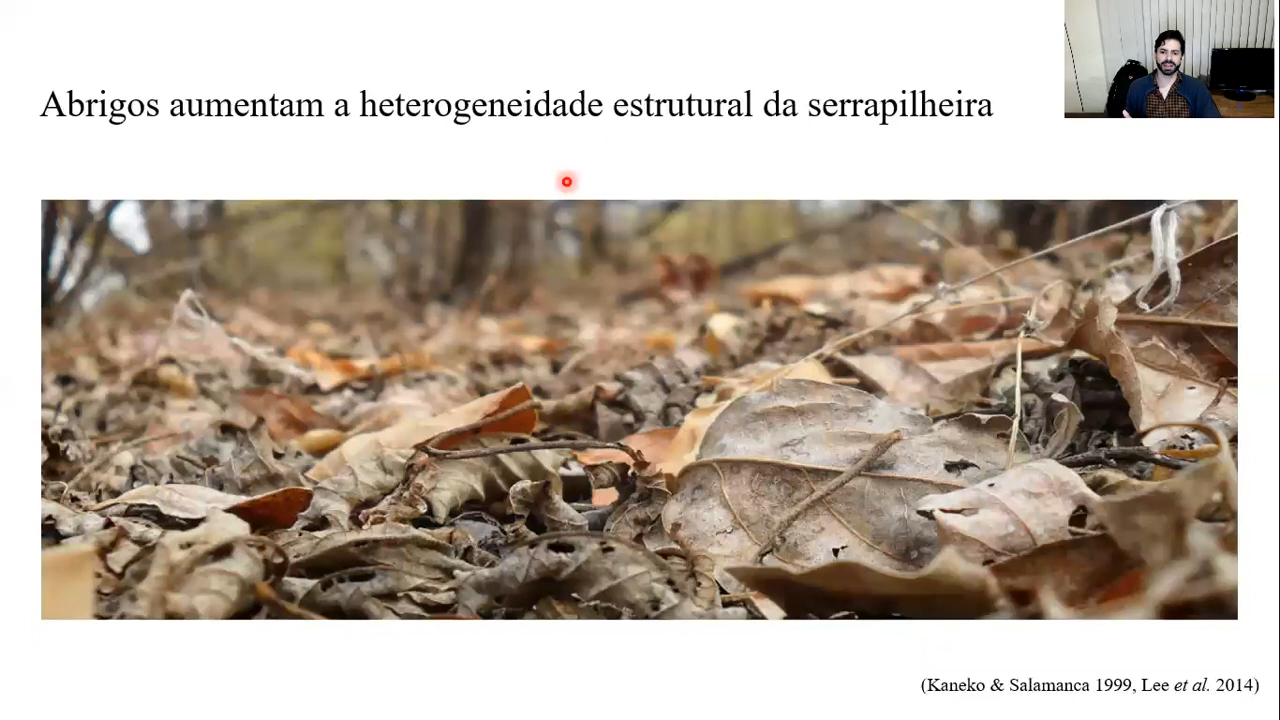 Abrigos aumentam a heterogeneidade estrutural da serrapilheira
(Kaneko & Salamanca 1999, Lee et al. 2014)